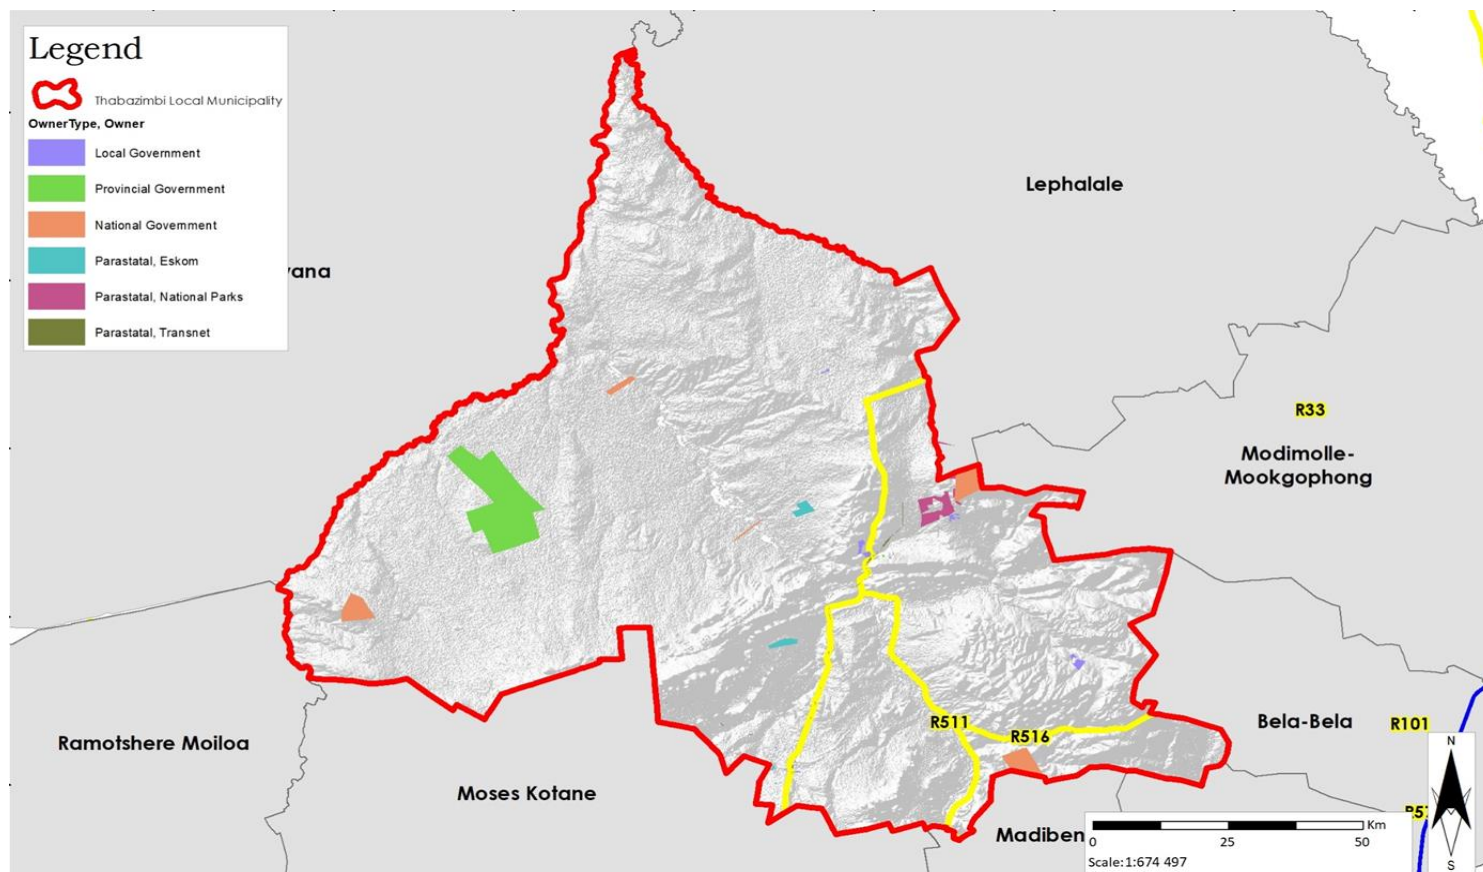 Legend
Thabazimbi Local Municipality
OwnerType, Owner
Local Government
Provincial Government
National Government
Parastatal, Eskom
Parastatal, National Parks
Parastatal, Transnet
vana
Lephalale
R33
Modimolle-
Mookgophong
R511
R516
Bela-Bela
R101
Ramotshere Moiloa
Moses Kotane
Madiben
N
S
Km
0
25
50
Scale:1:674 497